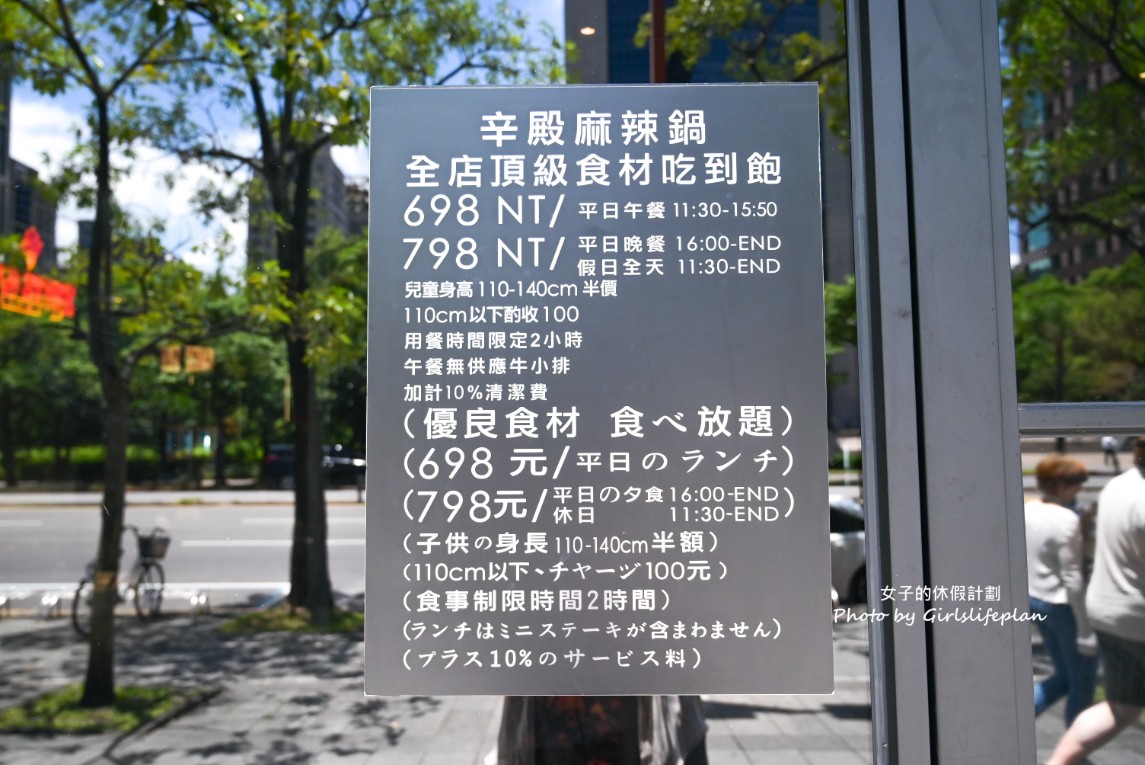 辛殿麻辣鍋
全店頂級食材吃到飽
698 NT/ 平日午餐 11:30-15:50
798 NT/ 平日晚餐 16:00-END
假日全天 11:30-END
兒童身高110-140cm 半價
110cm以下酌收100
用餐時間限定2小時
午餐無供應牛小排
加計10%清潔費
(優良食材 食べ放題)
(698 元/平日のランチ)
(798元/平日の夕食16:00-END
休日 11:30-END)
(子供の身長110-140cm半額)
(110cm以下、チャージ100元)
(食事制限時間2時間)
(ランチはミニステーキが含まわません)
(プラス10%のサービス料)
女子的休假計劃
Photo by Girlslifeplan